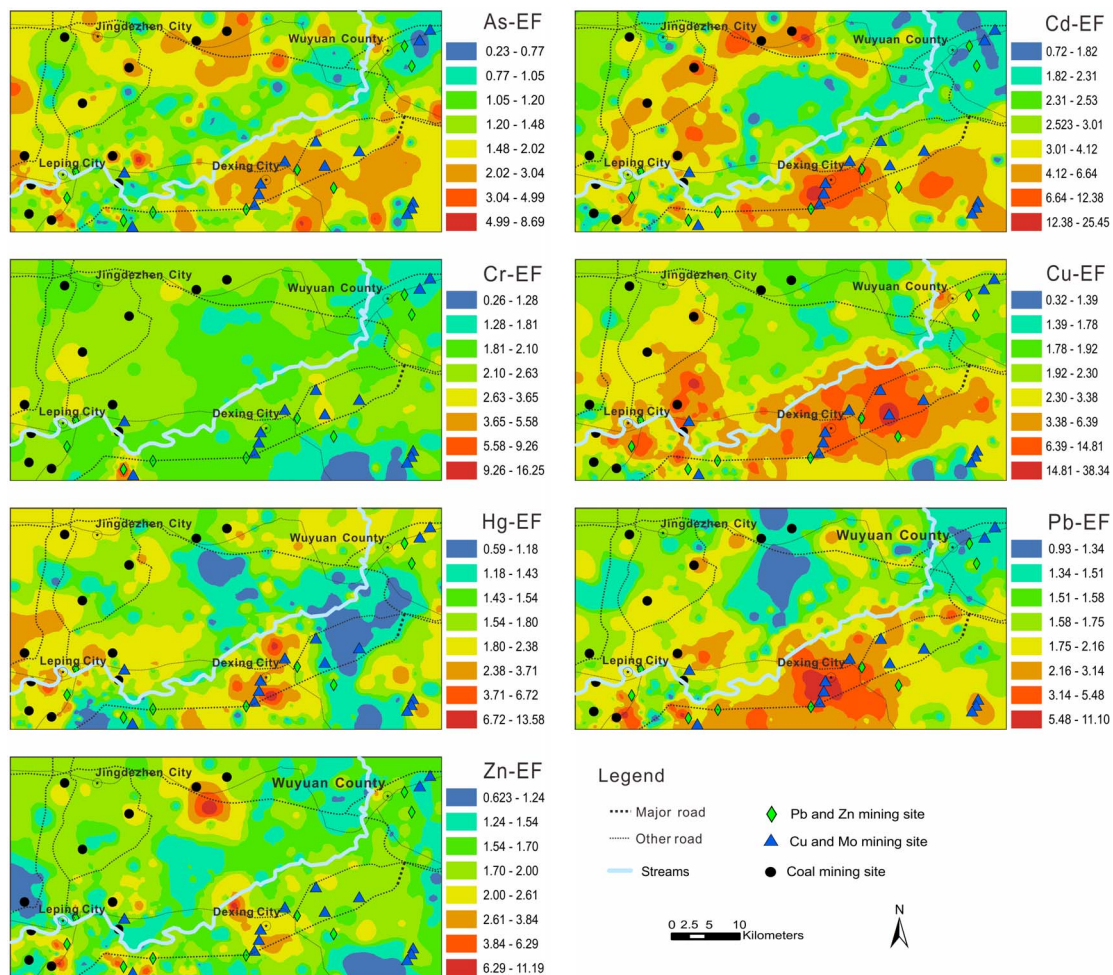 As-EF
Jingdezhen City
Wuyuan County
Leping City
Dexing City
0.23 - 0.77
0.77 - 1.05
1.05 - 1.20
1.20 - 1.48
1.48 - 2.02
2.02 - 3.04
3.04 - 4.99
4.99 - 8.69
Cd-EF
Jingdezhen City
Wuyuan County
Leping City
Dexing City
0.72 - 1.82
1.82 - 2.31
2.31 - 2.53
2.523 - 3.01
3.01 - 4.12
4.12 - 6.64
6.64 - 12.38
12.38 - 25.45
Cr-EF
Jingdezhen City
Wuyuan County
Leping City
Dexing City
0.26 - 1.28
1.28 - 1.81
1.81 - 2.10
2.10 - 2.63
2.63 - 3.65
3.65 - 5.58
5.58 - 9.26
9.26 - 16.25
Cu-EF
Jingdezhen City
Wuyuan County
Leping City
Dexing City
0.32 - 1.39
1.39 - 1.78
1.78 - 1.92
1.92 - 2.30
2.30 - 3.38
3.38 - 6.39
6.39 - 14.81
14.81 - 38.34
Hg-EF
Jingdezhen City
Wuyuan County
Leping City
Dexing City
0.59 - 1.18
1.18 - 1.43
1.43 - 1.54
1.54 - 1.80
1.80 - 2.38
2.38 - 3.71
3.71 - 6.72
6.72 - 13.58
Pb-EF
Jingdezhen City
Wuyuan County
Leping City
Dexing City
0.93 - 1.34
1.34 - 1.51
1.51 - 1.58
1.58 - 1.75
1.75 - 2.16
2.16 - 3.14
3.14 - 5.48
5.48 - 11.10
Zn-EF
Jingdezhen City
Wuyuan County
Leping City
Dexing City
0.623 - 1.24
1.24 - 1.54
1.54 - 1.70
1.70 - 2.00
2.00 - 2.61
2.61 - 3.84
3.84 - 6.29
6.29 - 11.19
Legend
Major road
Pb and Zn mining site
Other road
Cu and Mo mining site
Streams
Coal mining site
0 2.5 5 10
Kilometers
N